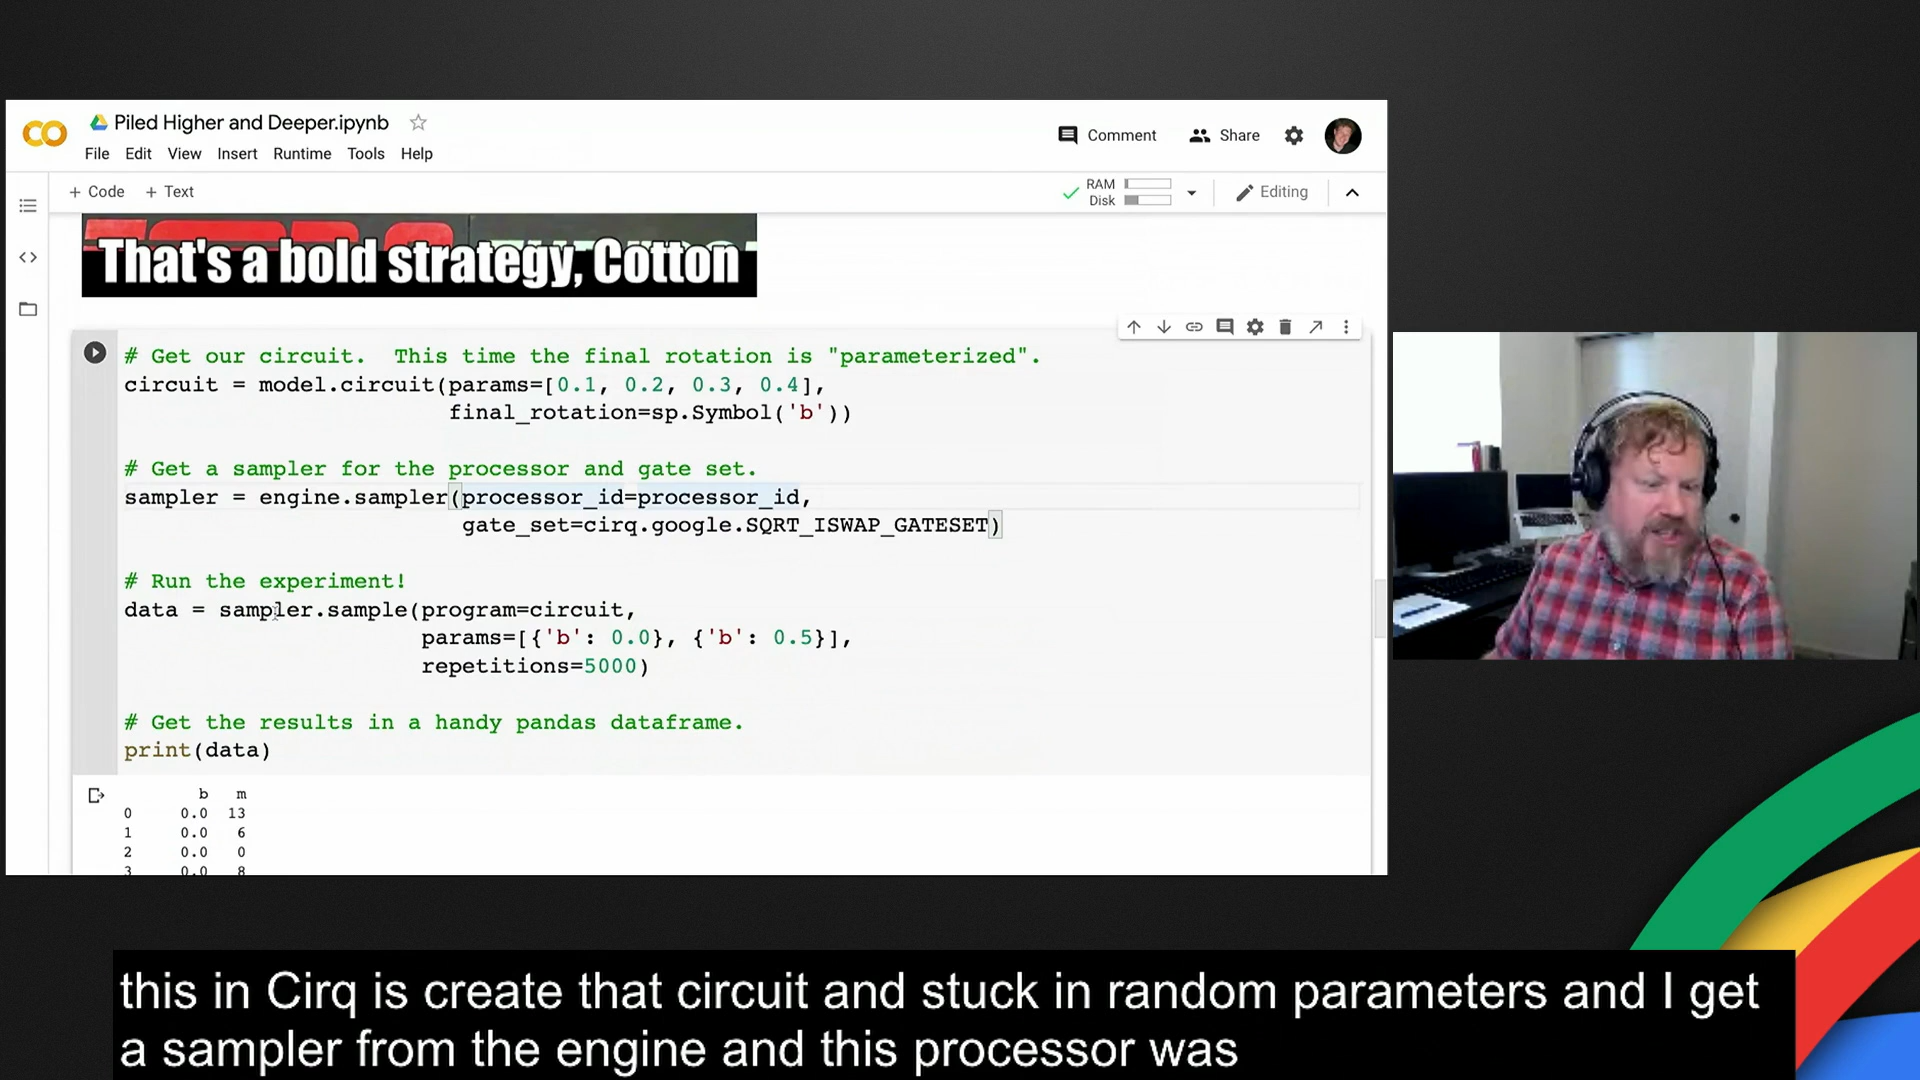 Piled Higher and Deeper.ipynb
File Edit View Insert Runtime Tools Help
Comment Share
+ Code + Text
RAM
Disk
Editing
That's a bold strategy, Cotton
# Get our circuit.  This time the final rotation is "parameterized".
circuit = model.circuit(params=[0.1, 0.2, 0.3, 0.4],
final_rotation=sp.Symbol('b'))
# Get a sampler for the processor and gate set.
sampler = engine.sampler(processor_id=processor_id,
gate_set=cirq.google.SQRT_ISWAP_GATESET)
# Run the experiment!
data = sampler.sample(program=circuit,
params=[{'b': 0.0}, {'b': 0.5}],
repetitions=5000)
# Get the results in a handy pandas dataframe.
print(data)
b m
0 0.0 13
1 0.0 6
2 0.0 0
3 0.0 8
this in Cirq is create that circuit and stuck in random parameters and I get
a sampler from the engine and this processor was